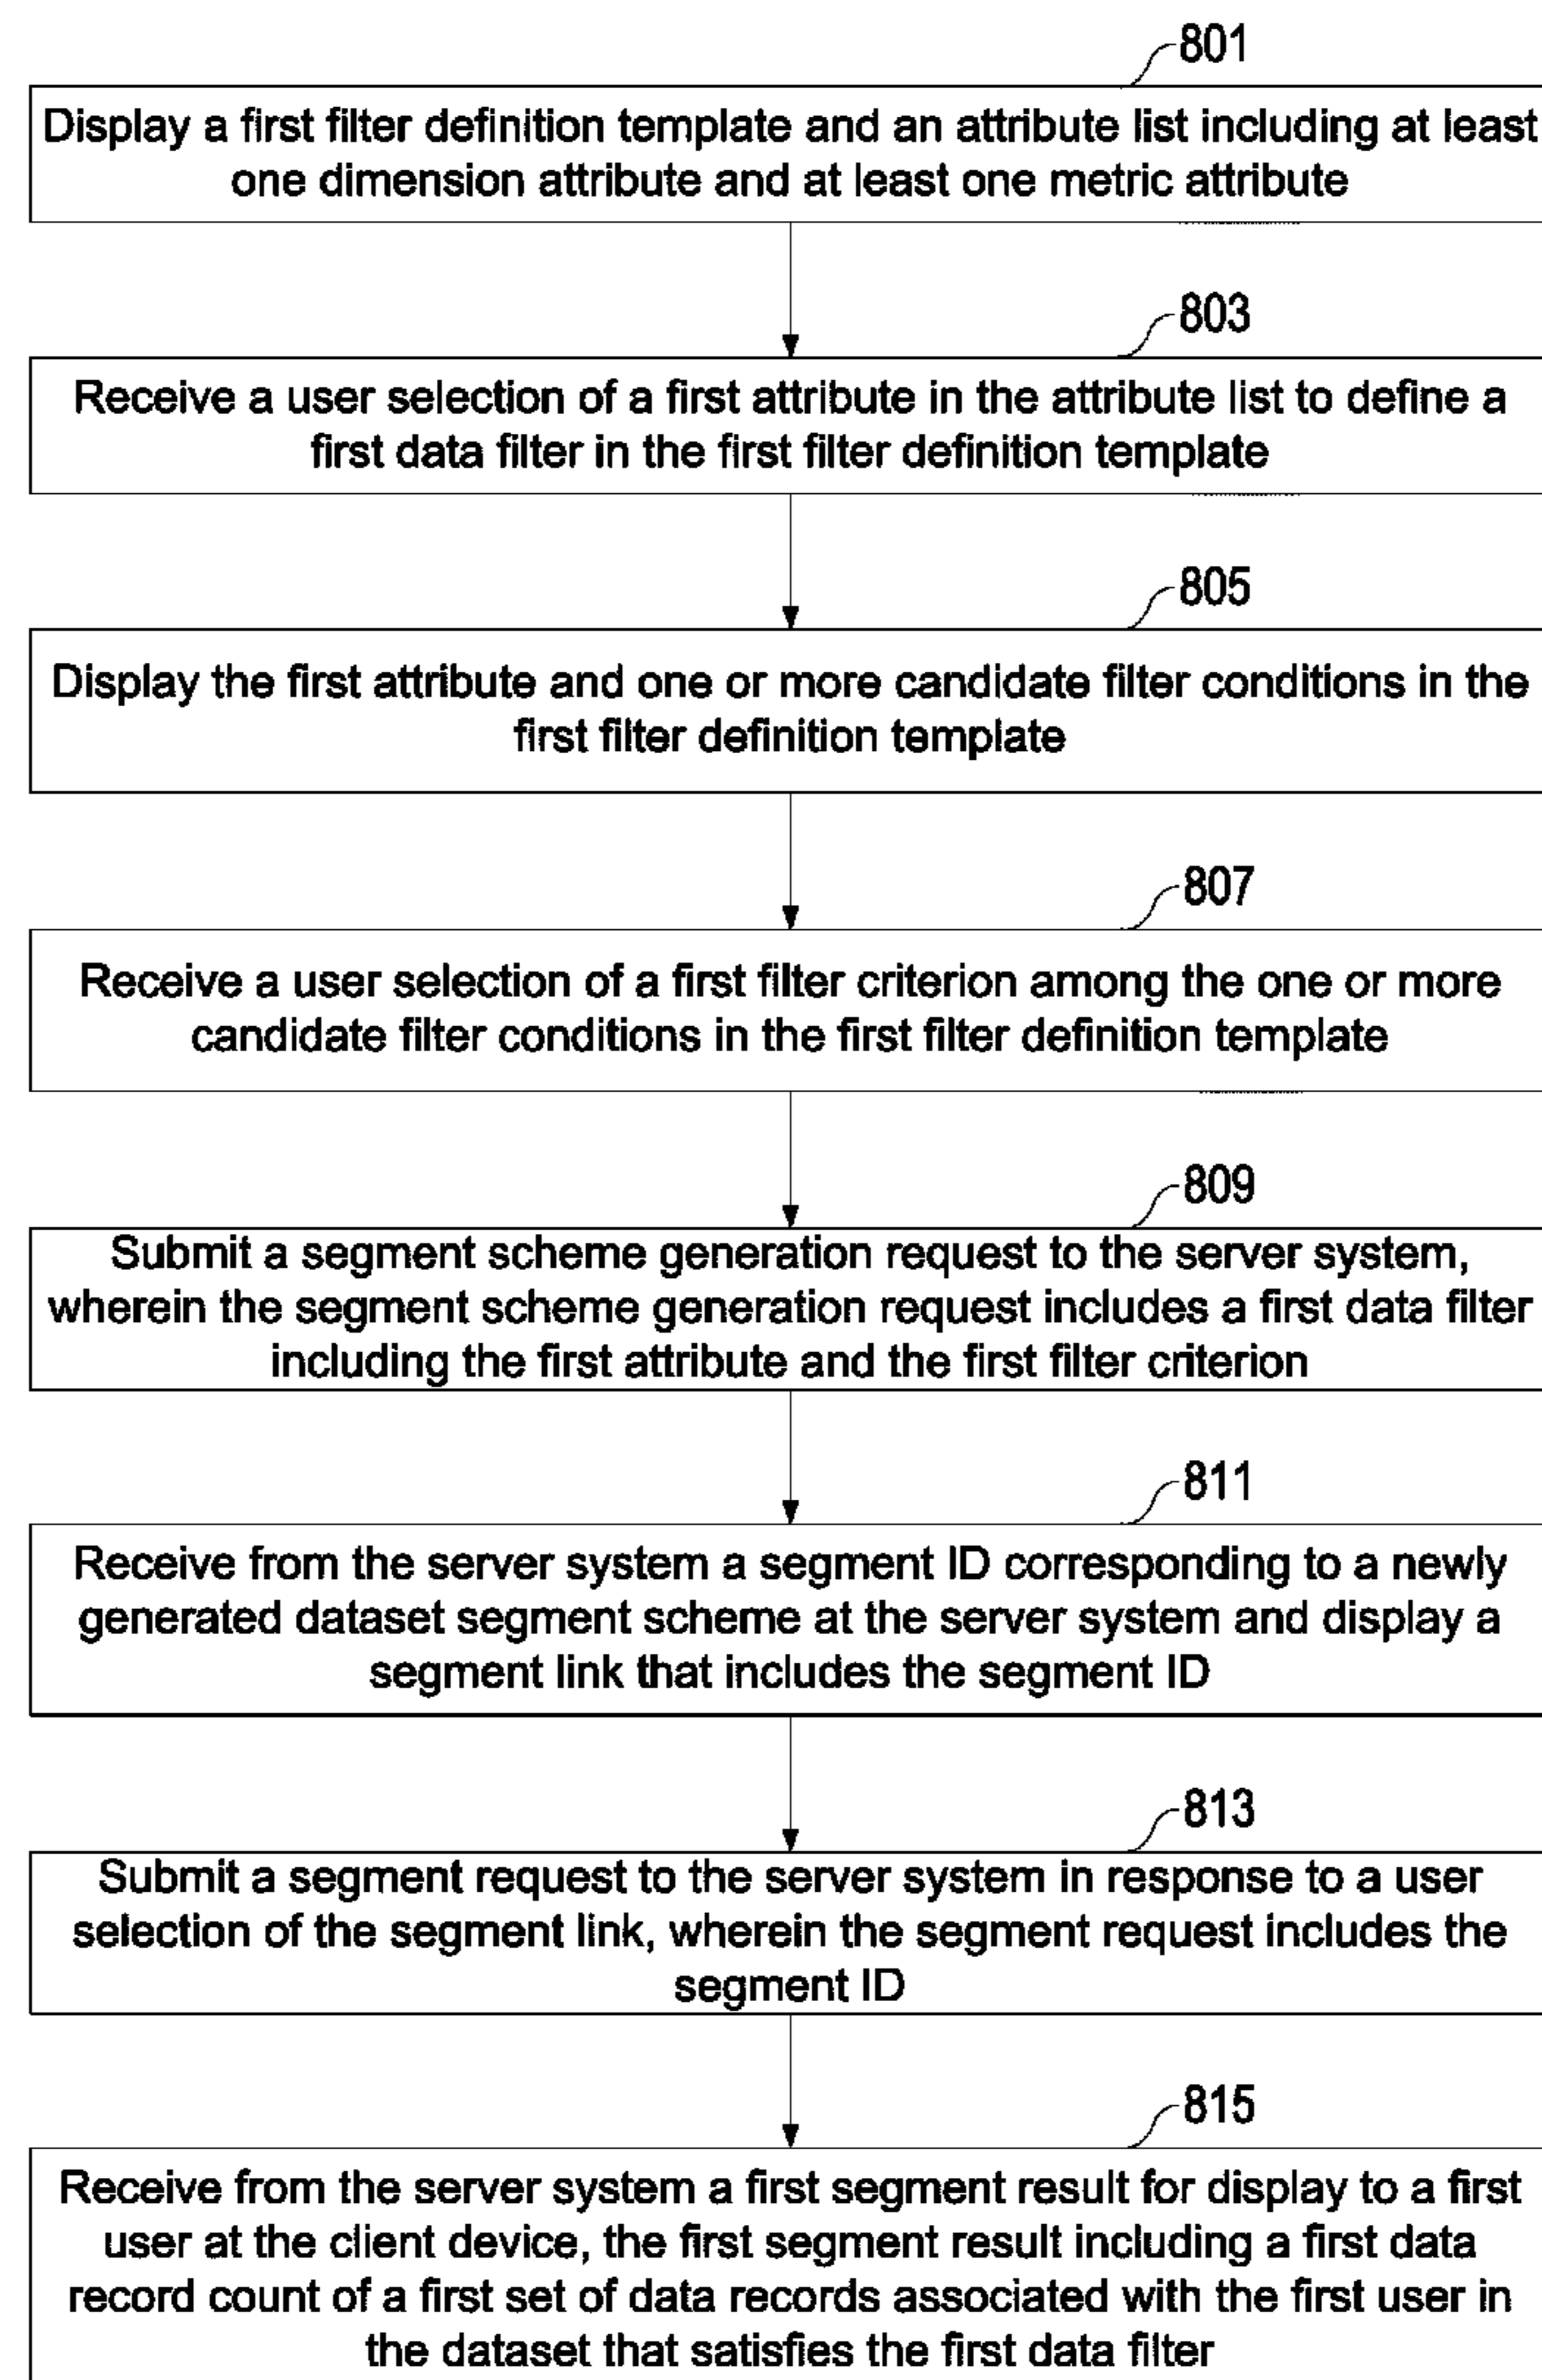 801
Display a first filter definition template and an attribute list including at least
one dimension attribute and at least one metric attribute
803
Receive a user selection of a first attribute in the attribute list to define a
first data filter in the first filter definition template
805
Display the first attribute and one or more candidate filter conditions in the
first filter definition template
807
Receive a user selection of a first filter criterion among the one or more
candidate filter conditions in the first filter definition template
809
Submit a segment scheme generation request to the server system,
wherein the segment scheme generation request includes a first data filter
including the first attribute and the first filter criterion
811
Receive from the server system a segment ID corresponding to a newly
generated dataset segment scheme at the server system and display a
segment link that includes the segment ID
813
Submit a segment request to the server system in response to a user
selection of the segment link, wherein the segment request includes the
segment ID
815
Receive from the server system a first segment result for display to a first
user at the client device, the first segment result including a first data
record count of a first set of data records associated with the first user in
the dataset that satisfies the first data filter